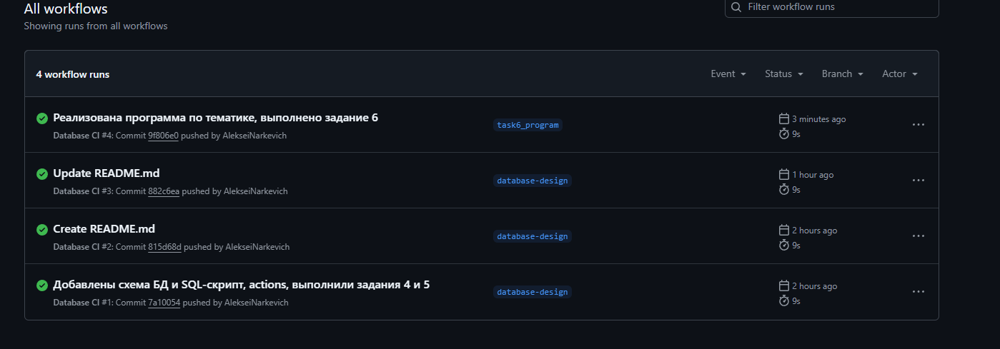 All workflows
Filter workflow runs
Showing runs from all workflows
4 workflow runs
Event
Status
Branch
Actor
Реализована программа по тематике, выполнено задание 6
task6_program
3 minutes ago
Database CI #4: Commit 9f806e0 pushed by AlekseiNarkevich
9s
Update README.md
database-design
1 hour ago
Database CI #3: Commit 882c6ea pushed by AlekseiNarkevich
9s
Create README.md
database-design
2 hours ago
Database CI #2: Commit 815d68d pushed by AlekseiNarkevich
9s
Добавлены схема БД и SQL-скрипт, actions, выполнили задания 4 и 5
database-design
2 hours ago
Database CI #1: Commit 7a10054 pushed by AlekseiNarkevich
9s